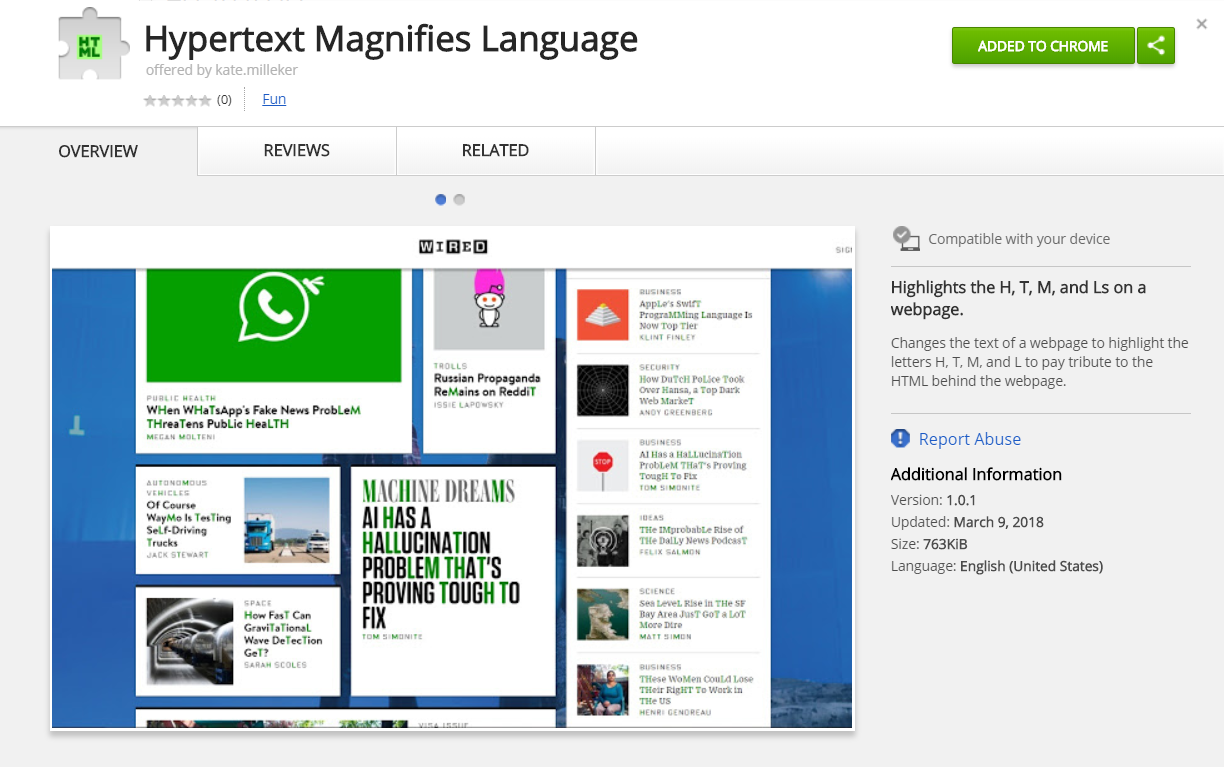 HT
ML
Hypertext Magnifies Language
offered by kate.milleker
(0)
Fun
ADDED TO CHROME
OVERVIEW
REVIEWS
RELATED
WIRED
SIGN
PUBLIC HEALTH
WHen WHaTsApp's Fake News ProbLeM
THreaTens PubLic HeaLTH
MEGAN MOLTENI
TROLLS
Russian Propaganda
ReMains on ReddiT
ISSIE LAPOWSKY
AUTONOMOUS
VEHICLES
Of Course
WayMo Is TesTing
SeLf-Driving
Trucks
JACK STEWART
MACHINE DREAMS
AI HAS A
HALLUCINATION
PROBLEM THAT'S
PROVING TOUGH TO
FIX
TOM SIMONITE
SPACE
How FasT Can
GraviTaTionaL
Wave DeTecTion
GeT?
SARAH SCOLES
VISA ISSUE
BUSINESS
AppLe's SwifT
PrograMMing Language Is
Now Top Tier
KLINT FINLEY
SECURITY
How DuTcH PoLice Took
Over Hansa, a Top Dark
Web MarkeT
ANDY GREENBERG
STOP
BUSINESS
AI Has a HaLLucinaTion
ProbLeM THaT's Proving
TougH To Fix
TOM SIMONITE
IDEAS
THe IMprobabLe Rise of
THe DaiLy News PodcasT
FELIX SALMON
SCIENCE
Sea LeveL Rise in THe SF
Bay Area JusT GoT a LoT
More Dire
MATT SIMON
BUSINESS
THese WoMen CouLd Lose
THeir RigHT To Work in
THe US
HENRI GENDREAU
Compatible with your device
Highlights the H, T, M, and Ls on a
webpage.
Changes the text of a webpage to highlight the
letters H, T, M, and L to pay tribute to the
HTML behind the webpage.
Report Abuse
Additional Information
Version: 1.0.1
Updated: March 9, 2018
Size: 763KiB
Language: English (United States)